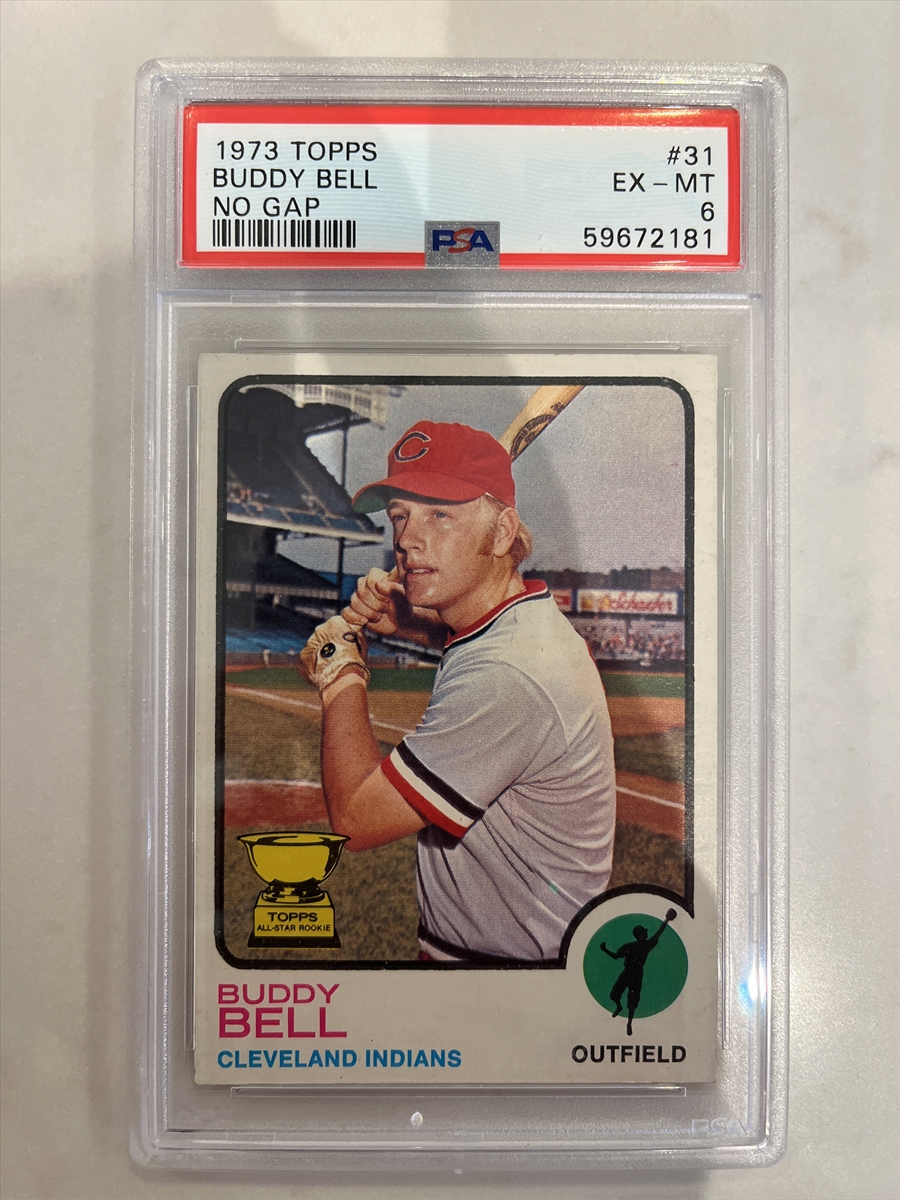 1973 TOPPS
#31
BUDDY BELL
EX – MT
NO GAP
6
PSA
59672181
C
Schaefer
TOPPS
ALL-STAR ROOKIE
BUDDY
BELL
CLEVELAND INDIANS
OUTFIELD
PSA